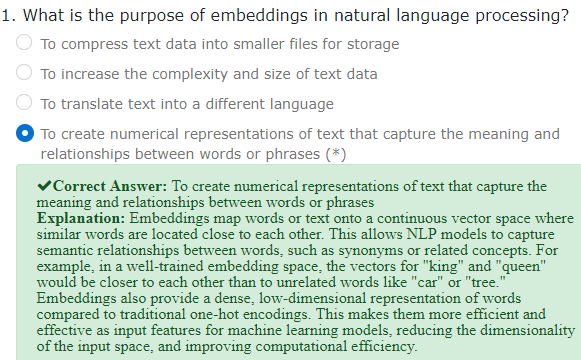 1. What is the purpose of embeddings in natural language processing?
To compress text data into smaller files for storage
To increase the complexity and size of text data
To translate text into a different language
To create numerical representations of text that capture the meaning and
relationships between words or phrases (*)
✔Correct Answer: To create numerical representations of text that capture the
meaning and relationships between words or phrases
Explanation: Embeddings map words or text onto a continuous vector space where
similar words are located close to each other. This allows NLP models to capture
semantic relationships between words, such as synonyms or related concepts. For
example, in a well-trained embedding space, the vectors for "king" and "queen"
would be closer to each other than to unrelated words like "car" or "tree."
Embeddings also provide a dense, low-dimensional representation of words
compared to traditional one-hot encodings. This makes them more efficient and
effective as input features for machine learning models, reducing the dimensionality
of the input space, and improving computational efficiency.